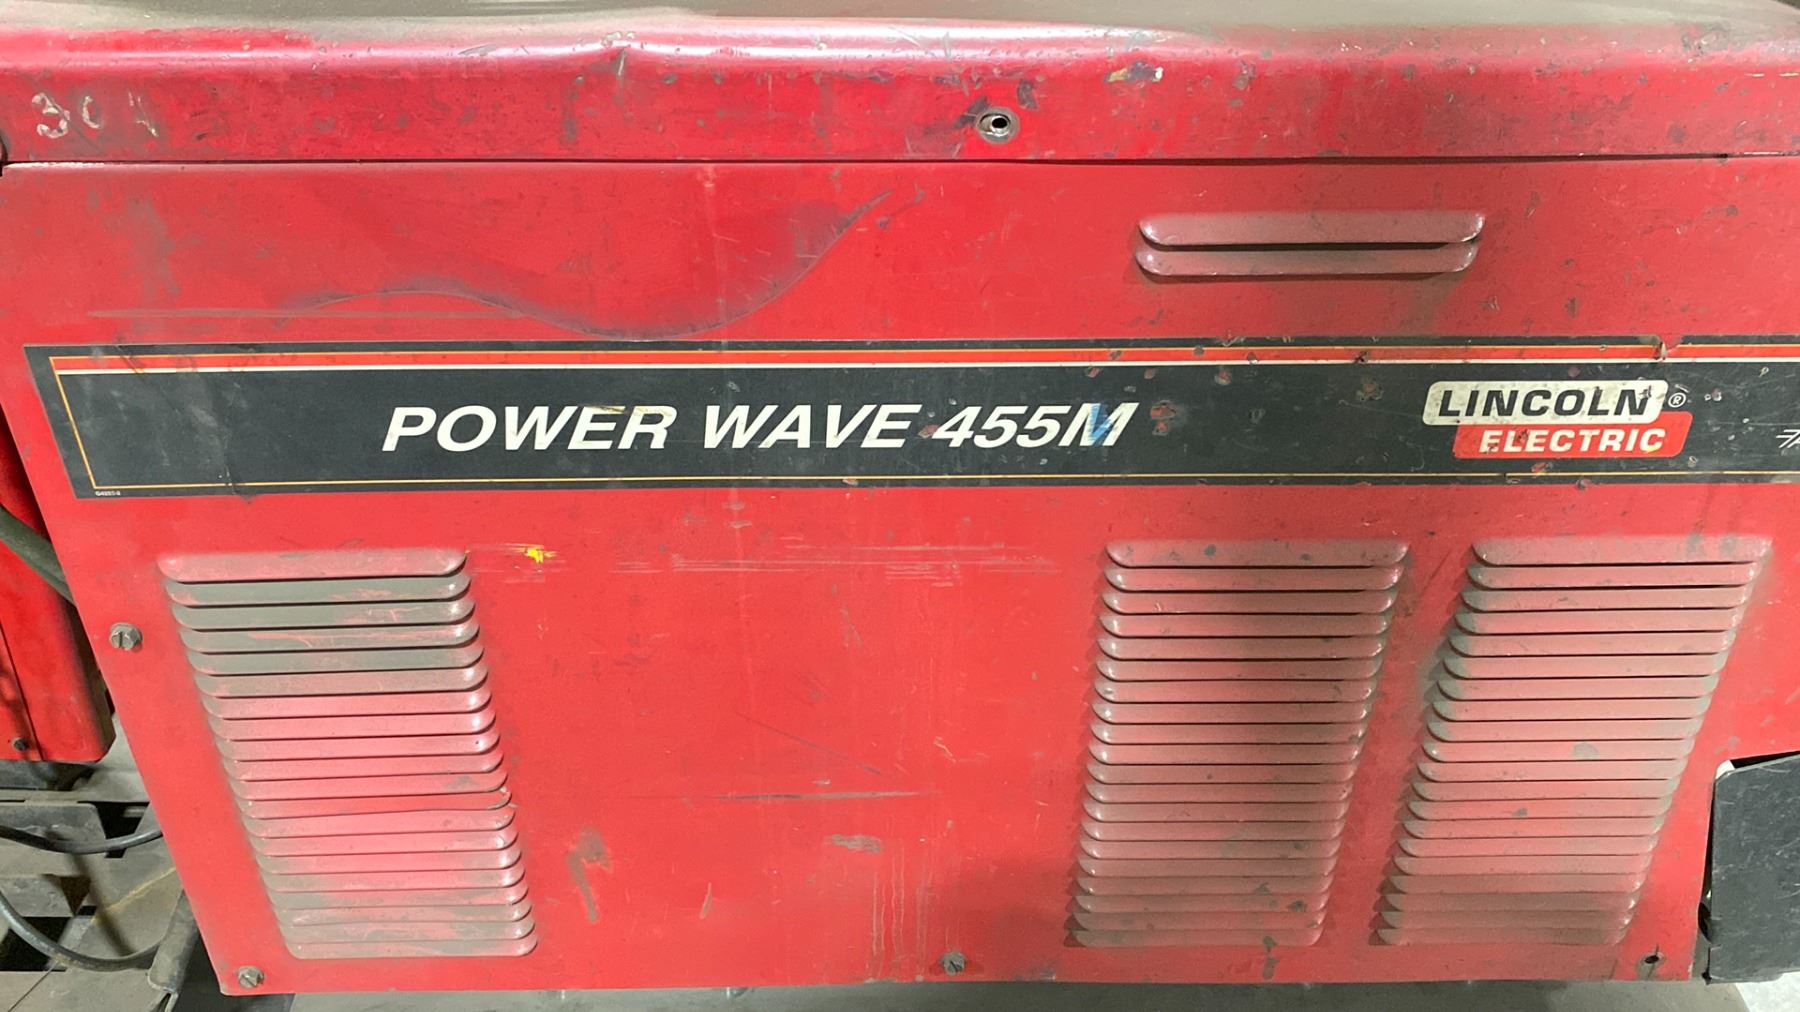 304
POWER WAVE 455M
LINCOLN ®
ELECTRIC